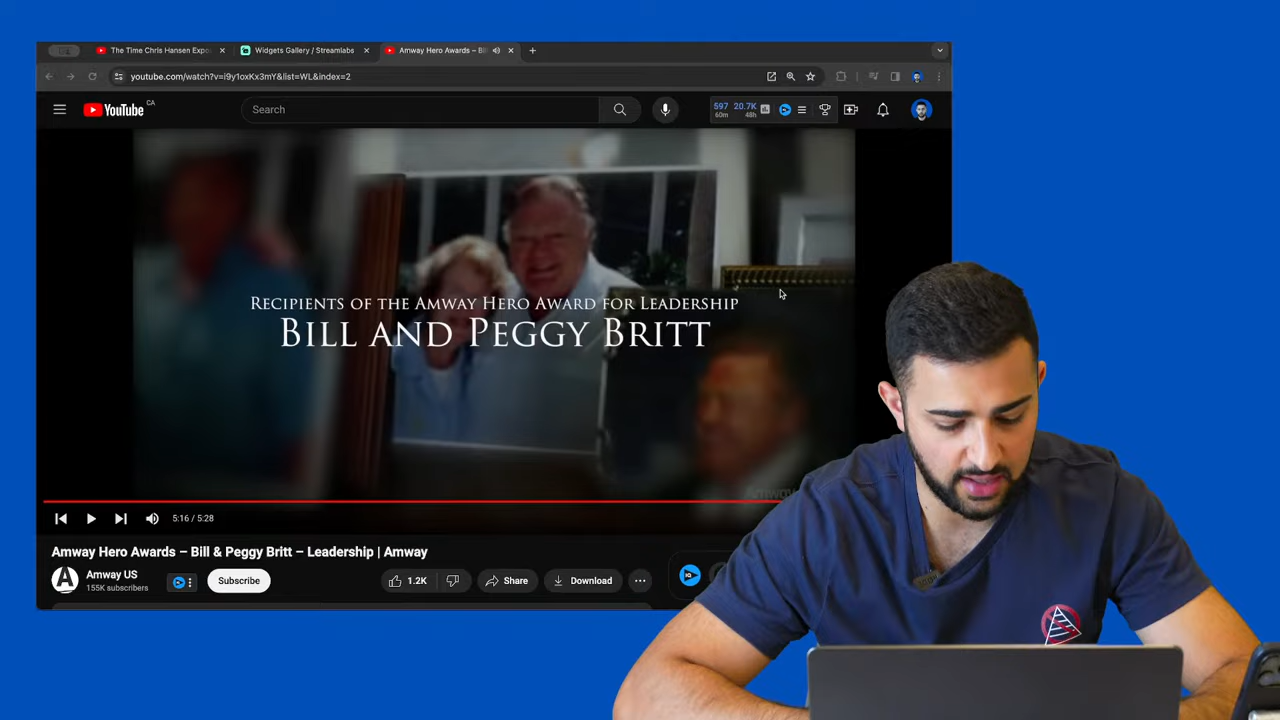 The Time Chris Hansen Expo
Widgets Gallery / Streamlabs
Amway Hero Awards – Bi
youtube.com/watch?v=i9y1oxKx3mY&list=WL&index=2
YouTube CA
Search
597 20.7K
60m 48h
RECIPIENTS OF THE AMWAY HERO AWARD FOR LEADERSHIP
BILL AND PEGGY BRITT
Amway
5:16 / 5:28
Amway Hero Awards – Bill & Peggy Britt – Leadership | Amway
Amway US
155K subscribers
Subscribe
1.2K
Share
Download
IQ